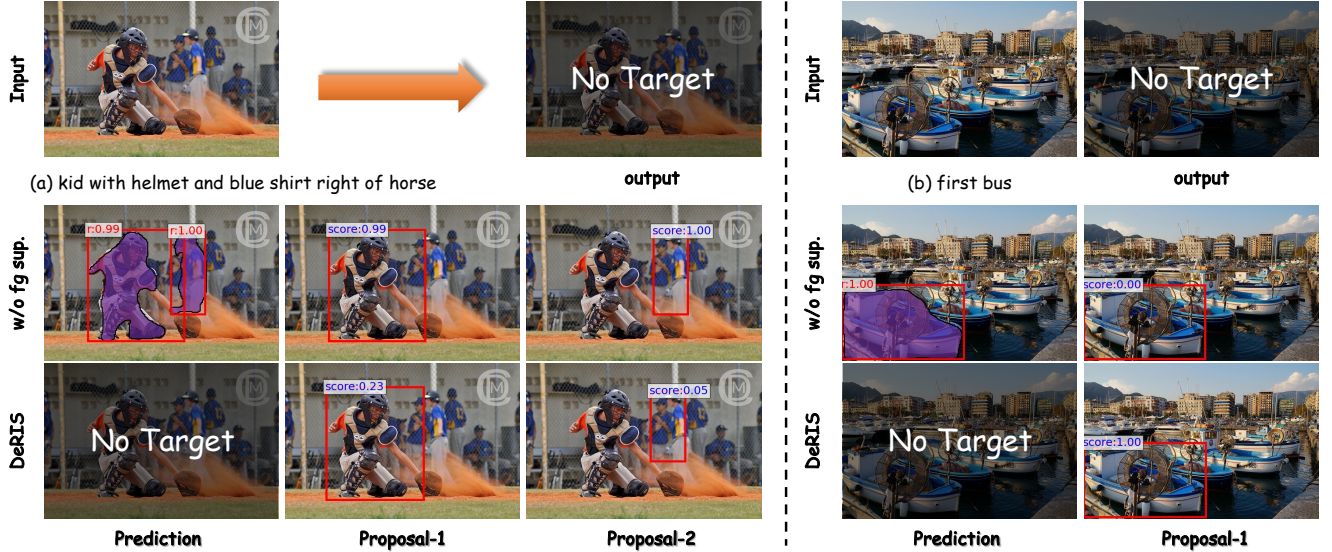 Input
No Target
Input
No Target
(a) kid with helmet and blue shirt right of horse
output
(b) first bus
output
w/o fg sup.
r:0.99
r:1.00
score:0.99
score:1.00
w/o fg sup.
r:1.00
score:0.00
DeRIS
No Target
score:0.23
score:0.05
DeRIS
No Target
score:1.00
Prediction
Proposal-1
Proposal-2
Prediction
Proposal-1